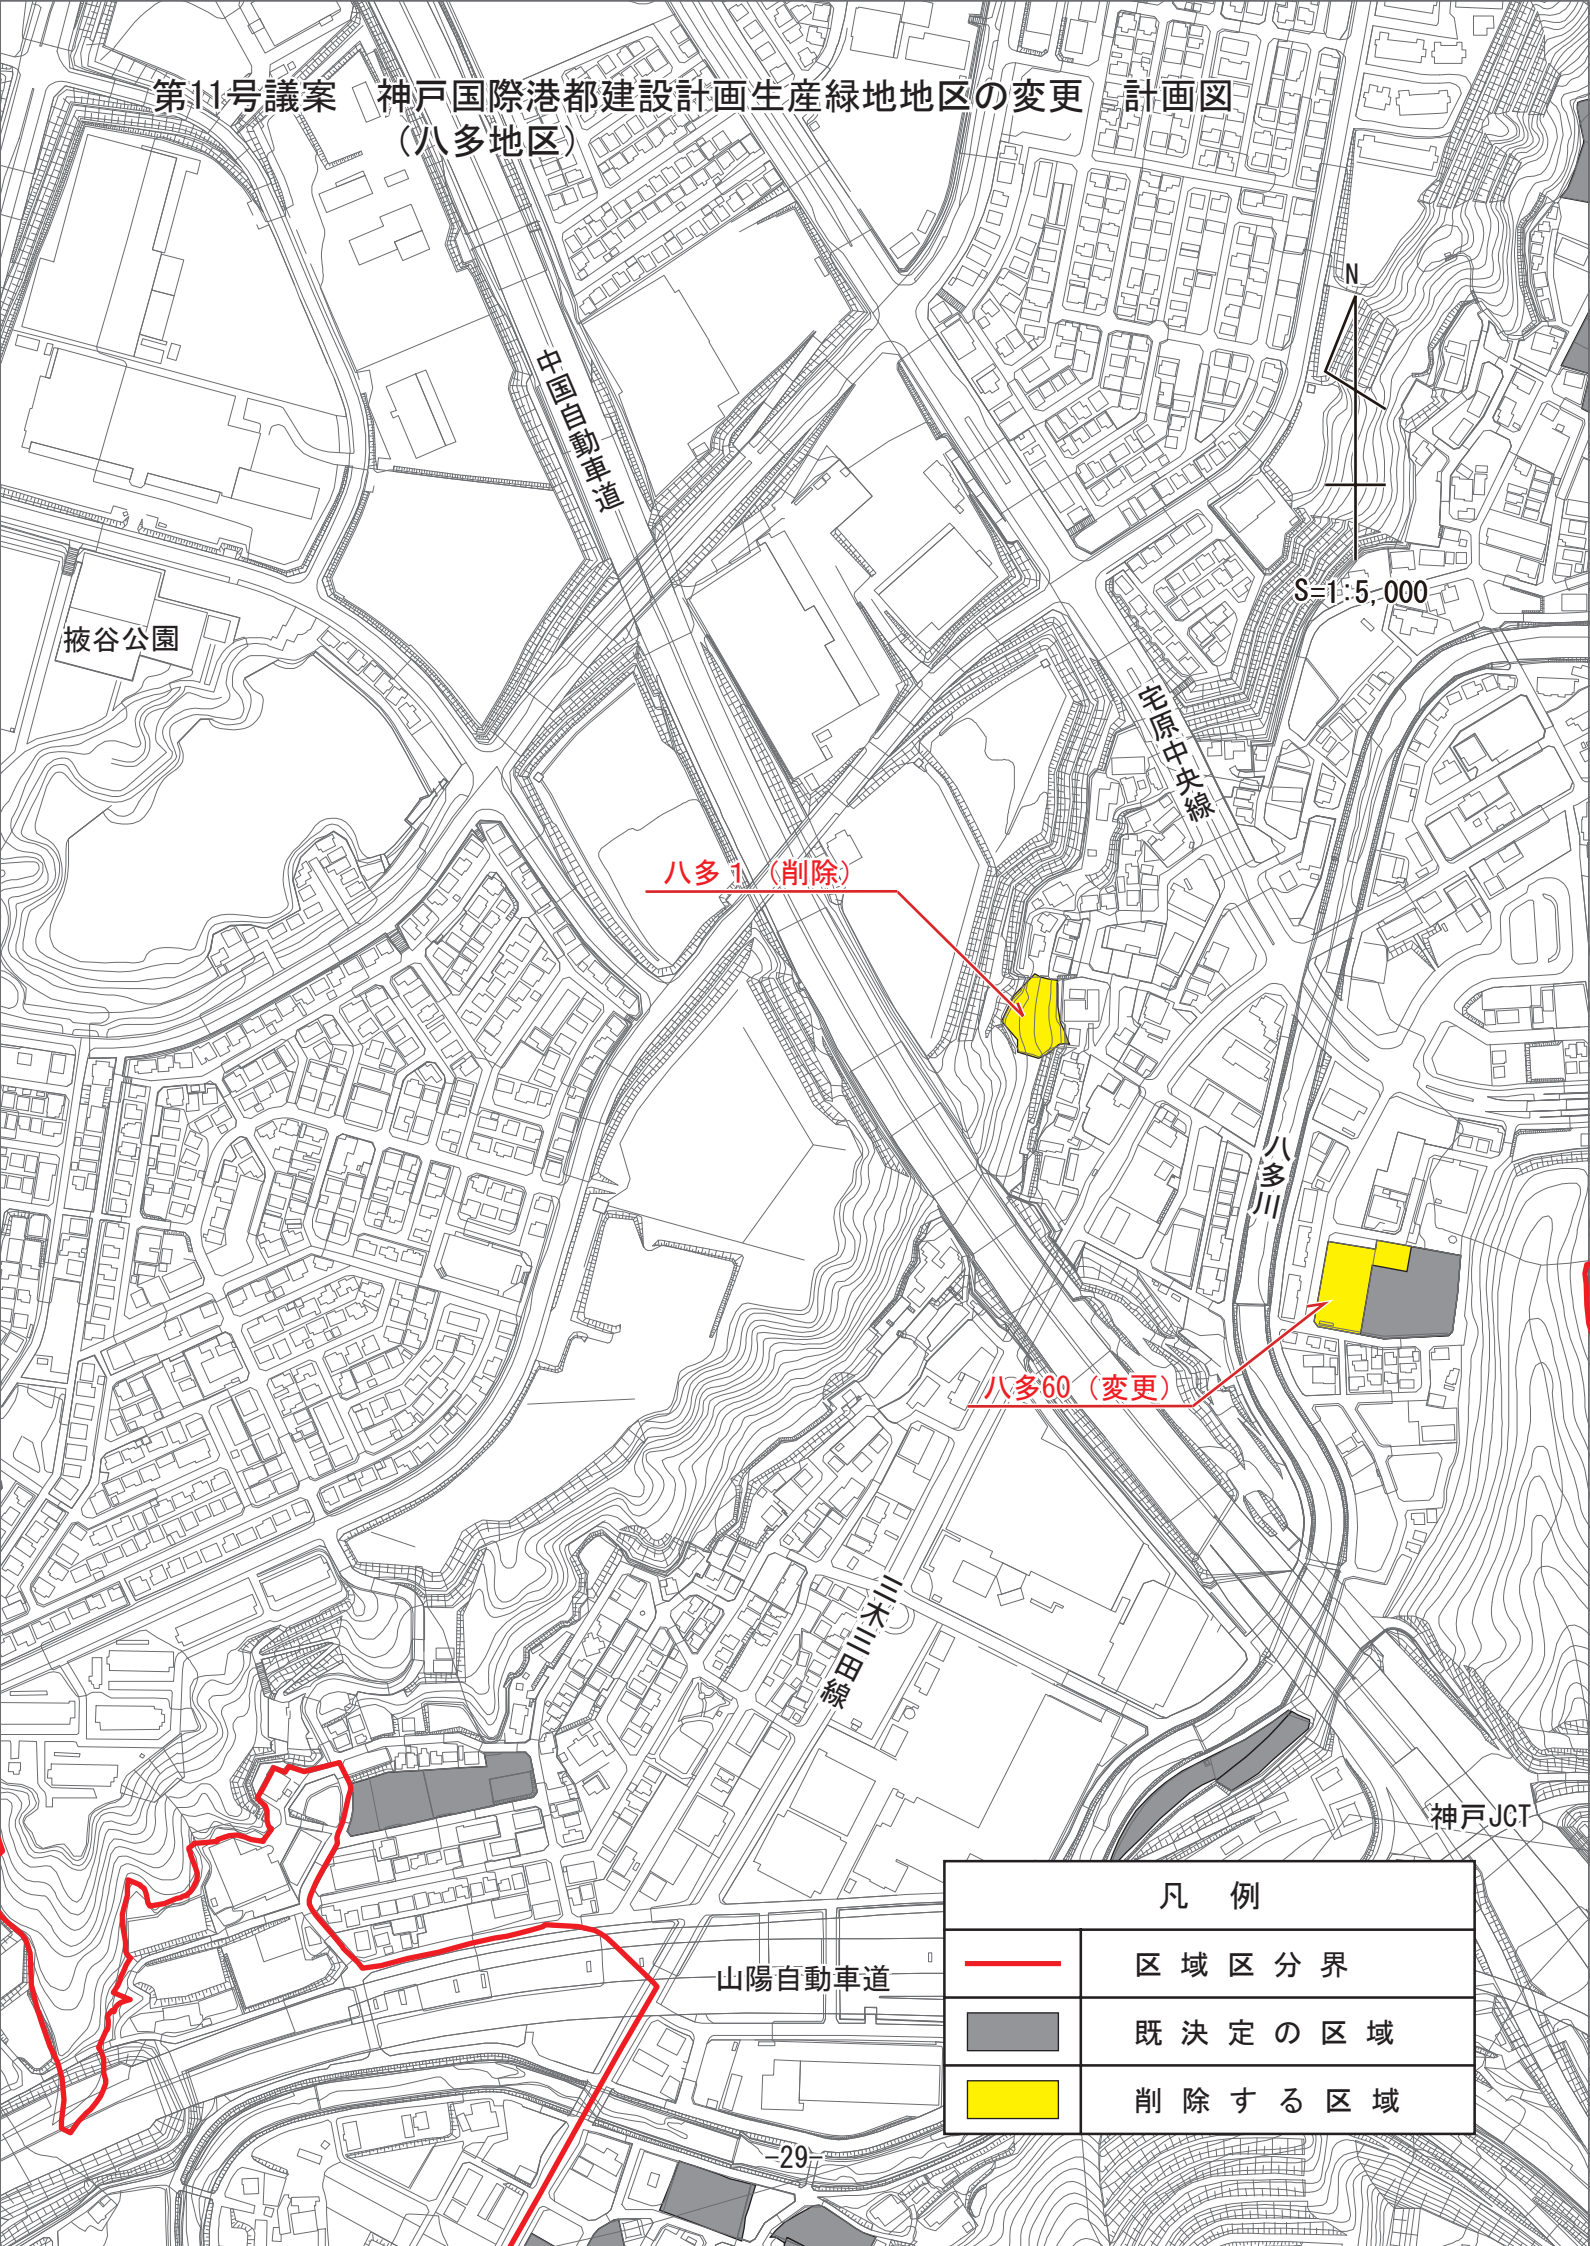 第11号議案　神戸国際港都建設計画生産緑地地区の変更　計画図
（八多地区）
N
中国自動車道
S=1:5,000
掖谷公園
宅原中央線
八多１（削除）
八多川
八多60（変更）
三木三田線
神戸JCT
凡　例
区域区分界
山陽自動車道
既決定の区域
削除する区域
-29-